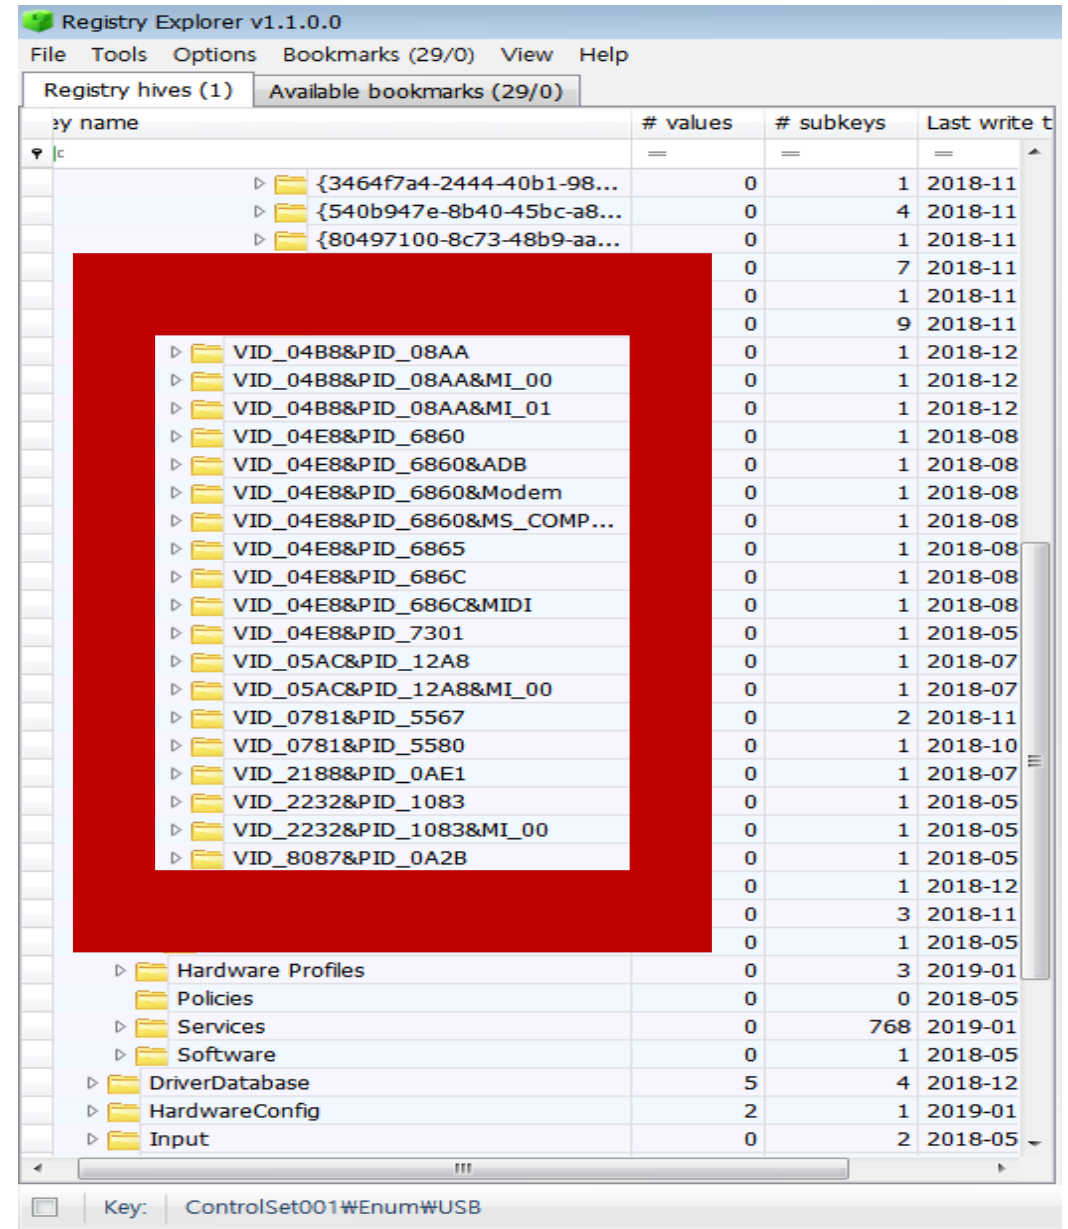 Registry Explorer v1.1.0.0
File Tools Options Bookmarks (29/0) View Help
Registry hives (1) Available bookmarks (29/0)
ey name # values # subkeys Last write t
= = =
{3464f7a4-2444-40b1-98... 0 1 2018-11
{540b947e-8b40-45bc-a8... 0 4 2018-11
{80497100-8c73-48b9-aa... 0 1 2018-11
0 7 2018-11
0 1 2018-11
0 9 2018-11
VID_04B8&PID_08AA 0 1 2018-12
VID_04B8&PID_08AA&MI_00 0 1 2018-12
VID_04B8&PID_08AA&MI_01 0 1 2018-12
VID_04E8&PID_6860 0 1 2018-08
VID_04E8&PID_6860&ADB 0 1 2018-08
VID_04E8&PID_6860&Modem 0 1 2018-08
VID_04E8&PID_6860&MS_COMP... 0 1 2018-08
VID_04E8&PID_6865 0 1 2018-08
VID_04E8&PID_686C 0 1 2018-08
VID_04E8&PID_686C&MIDI 0 1 2018-08
VID_04E8&PID_7301 0 1 2018-05
VID_05AC&PID_12A8 0 1 2018-07
VID_05AC&PID_12A8&MI_00 0 1 2018-07
VID_0781&PID_5567 0 2 2018-11
VID_0781&PID_5580 0 1 2018-10
VID_2188&PID_0AE1 0 1 2018-07
VID_2232&PID_1083 0 1 2018-05
VID_2232&PID_1083&MI_00 0 1 2018-05
VID_8087&PID_0A2B 0 1 2018-05
0 1 2018-12
0 3 2018-11
0 1 2018-05
Hardware Profiles 0 3 2019-01
Policies 0 0 2018-05
Services 0 768 2019-01
Software 0 1 2018-05
DriverDatabase 5 4 2018-12
HardwareConfig 2 1 2019-01
Input 0 2 2018-05
Key: ControlSet001₩Enum₩USB